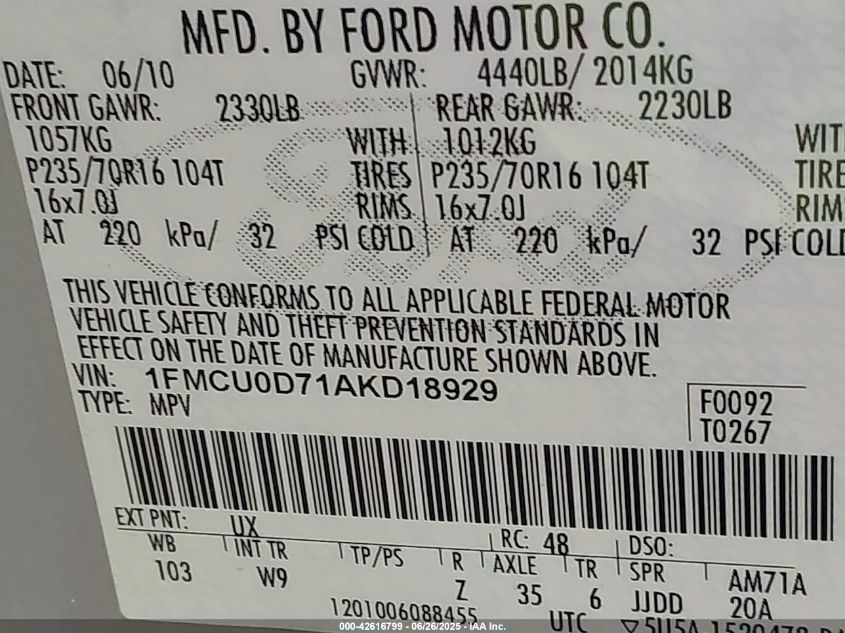 MFD. BY FORD MOTOR CO.
DATE: 06/10 GVWR: 4440LB/ 2014KG
FRONT GAWR: 2330LB REAR GAWR: 2230LB
1057KG WITH 1012KG WIT
P235/70R16 104T TIRES P235/70R16 104T TIRE
16x7.0J RIMS 16x7.0J RIM
AT 220 kPa/ 32 PSI COLD AT 220 kPa/ 32 PSI COLD
THIS VEHICLE CONFORMS TO ALL APPLICABLE FEDERAL MOTOR
VEHICLE SAFETY AND THEFT PREVENTION STANDARDS IN
EFFECT ON THE DATE OF MANUFACTURE SHOWN ABOVE.
VIN: 1FMCU0D71AKD18929
TYPE: MPV
F0092
T0267
EXT PNT: UX RC: 48 DSO:
WB INT TR TP/PS R AXLE TR SPR AM71A
103 W9 Z 35 6 JJDD 20A
1201006088455 UTC
000-42616799 - 06/26/2025 - IAA Inc.